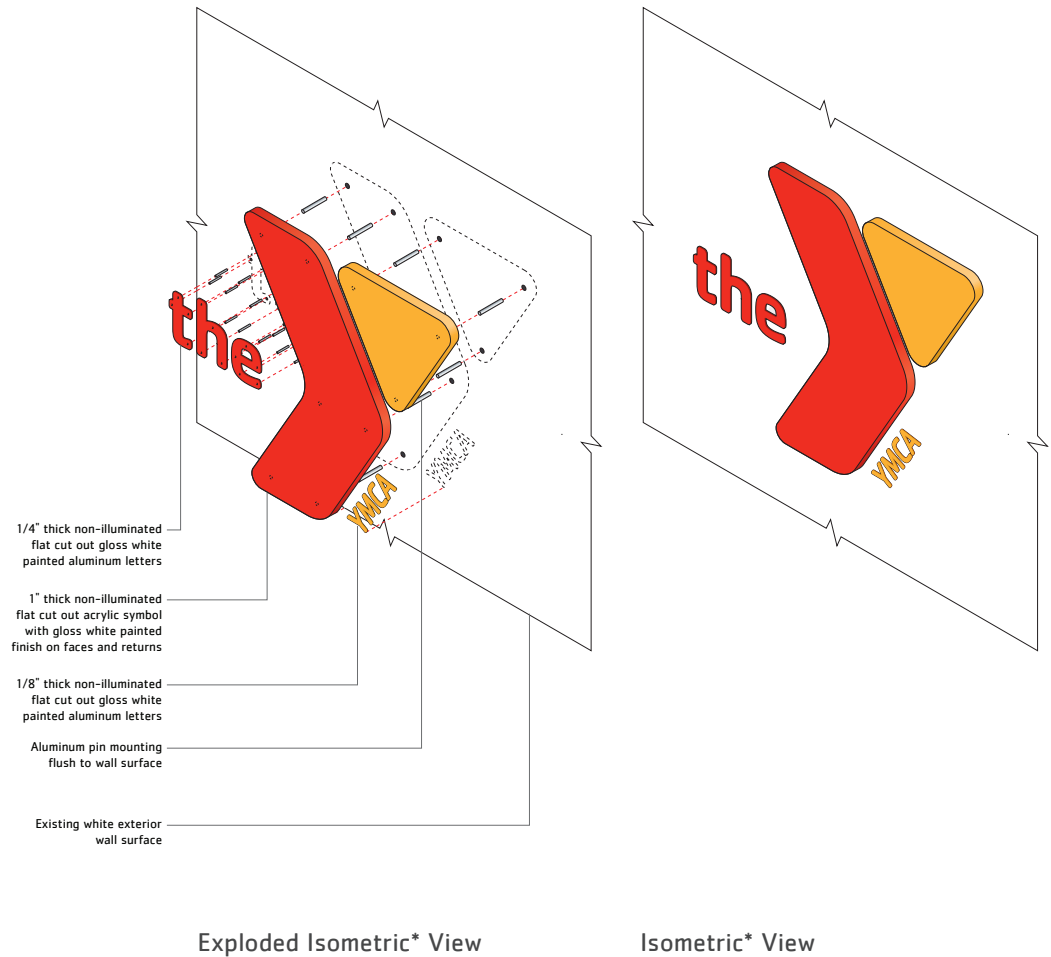 the
YMCA
YMCA
1/4" thick non-illuminated
flat cut out gloss white
painted aluminum letters
1" thick non-illuminated
flat cut out acrylic symbol
with gloss white painted
finish on faces and returns
1/8" thick non-illuminated
flat cut out gloss white
painted aluminum letters
Aluminum pin mounting
flush to wall surface
Existing white exterior
wall surface
Exploded Isometric* View
the
YMCA
Isometric* View